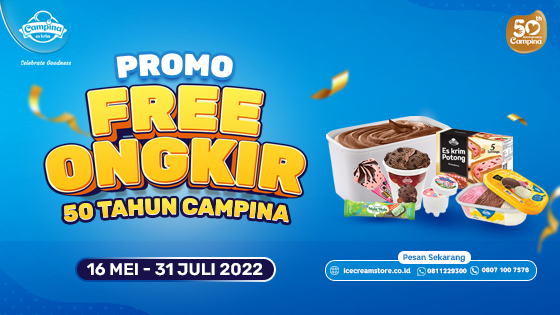 Campina
Celebrate Goodness
50th
Campina
PROMO
FREE
ONGKIR
50 TAHUN CAMPINA
16 MEI - 31 JULI 2022
Es krim
Potong
5
Pesan Sekarang
icecreamstore.co.id 0811229300 0807 100 7576